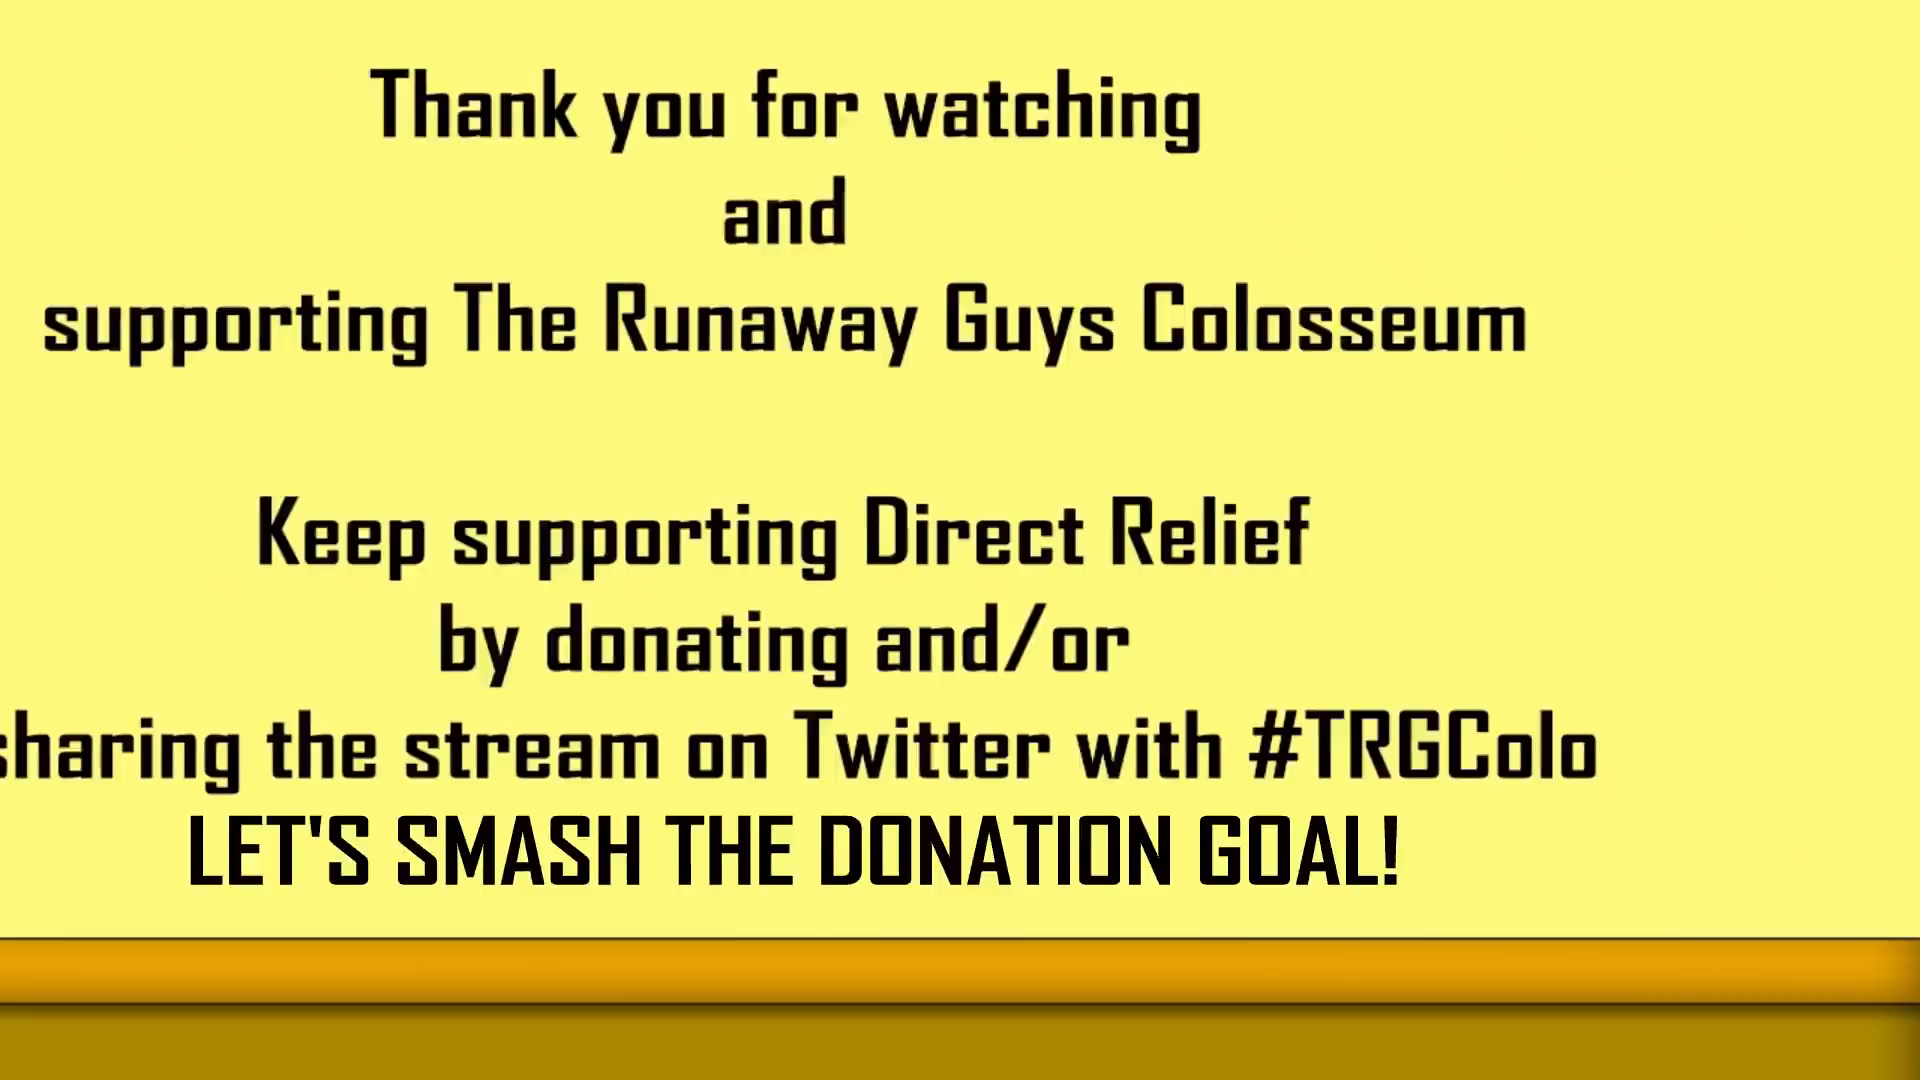 Thank you for watching
and
supporting The Runaway Guys Colosseum
Keep supporting Direct Relief
by donating and/or
sharing the stream on Twitter with #TRGColo
LET'S SMASH THE DONATION GOAL!